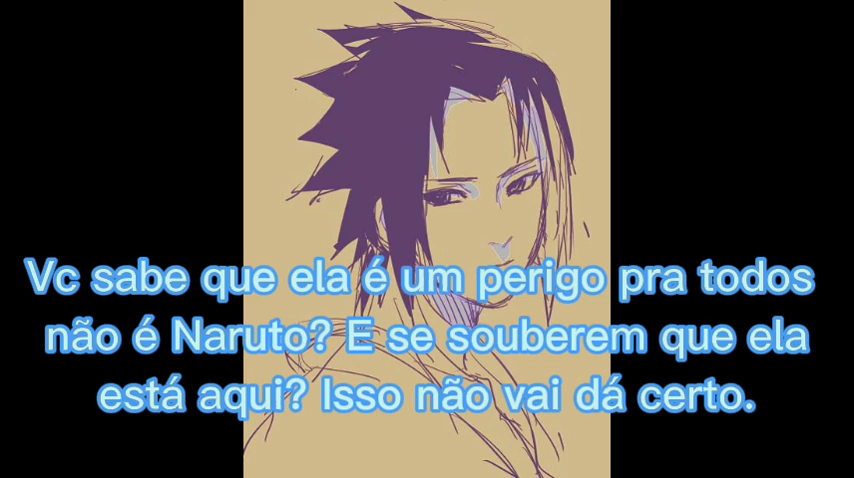 Vc sabe que ela é um perigo pra todos
não é Naruto? E se souberem que ela
está aqui? Isso não vai dá certo.